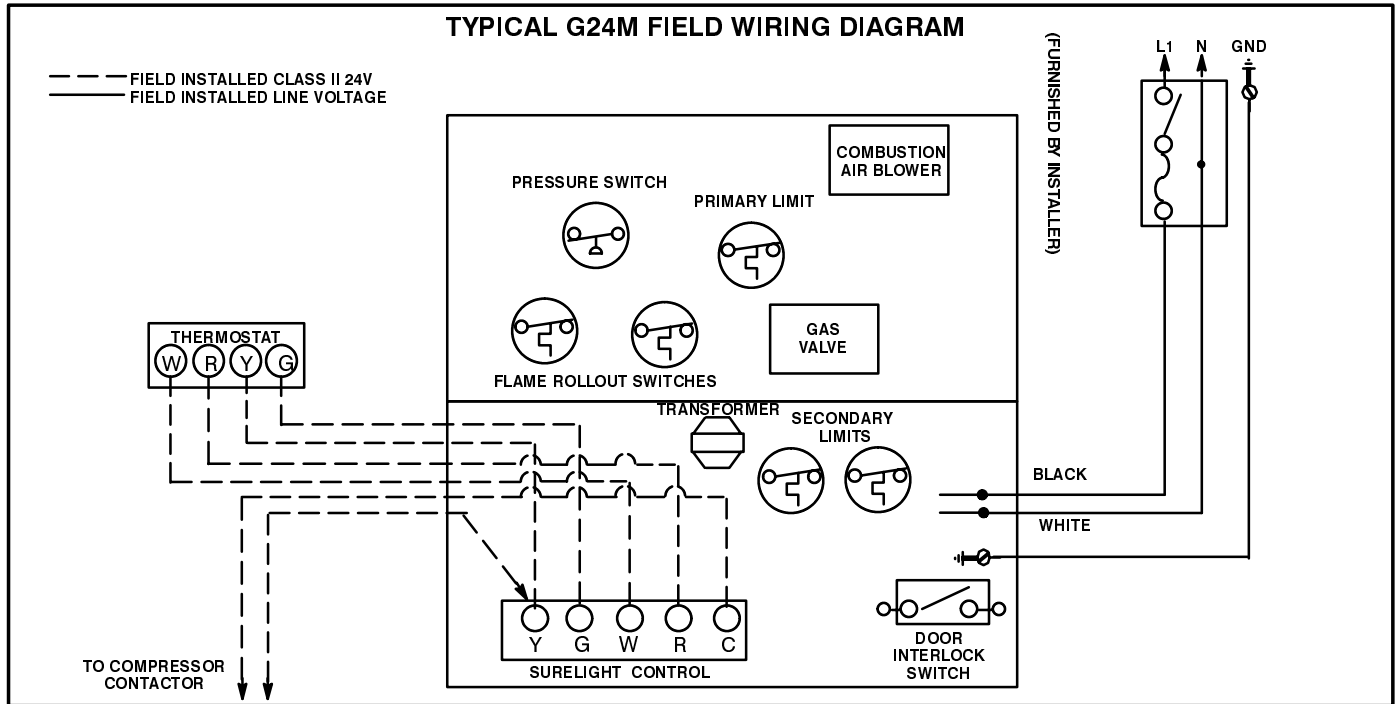 TYPICAL G24M FIELD WIRING DIAGRAM
FIELD INSTALLED CLASS II 24V
FIELD INSTALLED LINE VOLTAGE
(FURNISHED BY INSTALLER)
L1 N GND
COMBUSTION
AIR BLOWER
PRESSURE SWITCH
PRIMARY LIMIT
THERMOSTAT
W R Y G
GAS
VALVE
FLAME ROLLOUT SWITCHES
TRANSFORMER
SECONDARY
LIMITS
BLACK
WHITE
Y G W R C
SURELIGHT CONTROL
DOOR
INTERLOCK
SWITCH
TO COMPRESSOR
CONTACTOR